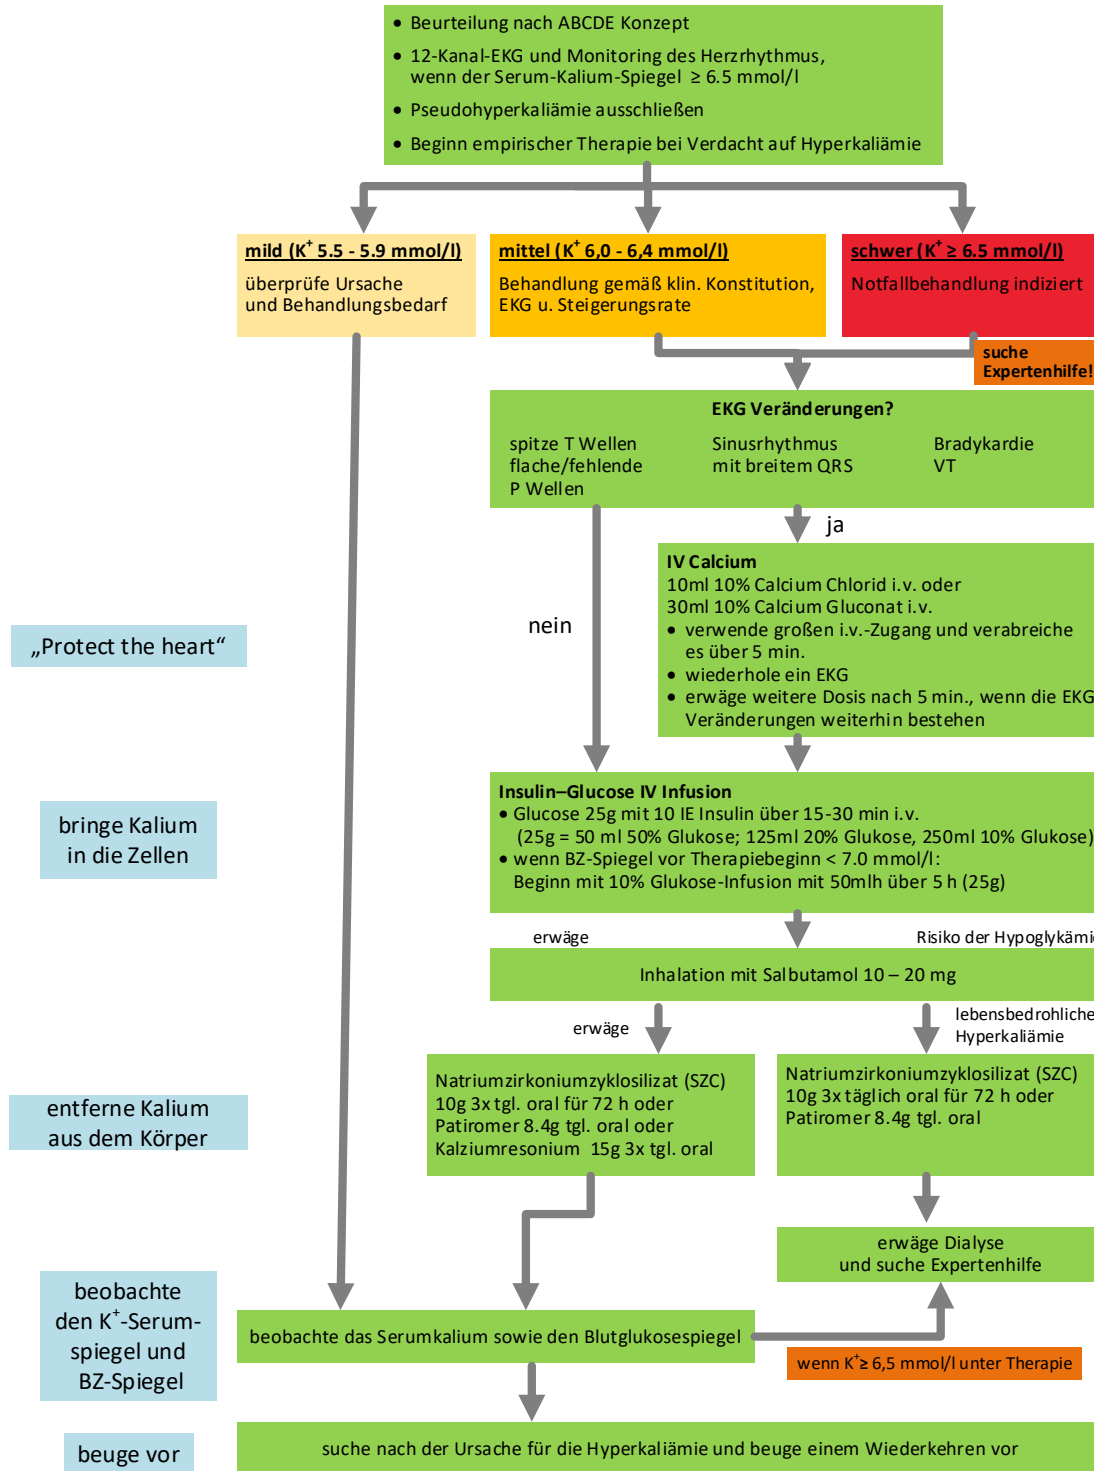 • Beurteilung nach ABCDE Konzept
• 12-Kanal-EKG und Monitoring des Herzrhythmus,
wenn der Serum-Kalium-Spiegel ≥ 6.5 mmol/l
• Pseudohyperkaliämie ausschließen
• Beginn empirischer Therapie bei Verdacht auf Hyperkaliämie
mild (K+ 5.5 - 5.9 mmol/l)
überprüfe Ursache
und Behandlungsbedarf
mittel (K+ 6,0 - 6,4 mmol/l)
Behandlung gemäß klin. Konstitution,
EKG u. Steigerungsrate
schwer (K+ ≥ 6.5 mmol/l)
Notfallbehandlung indiziert
suche
Expertenhilfe!
EKG Veränderungen?
spitze T Wellen
flache/fehlende
P Wellen
Sinusrhythmus
mit breitem QRS
Bradykardie
VT
ja
nein
„Protect the heart“
IV Calcium
10ml 10% Calcium Chlorid i.v. oder
30ml 10% Calcium Gluconat i.v.
• verwende großen i.v.-Zugang und verabreiche
es über 5 min.
• wiederhole ein EKG
• erwäge weitere Dosis nach 5 min., wenn die EKG
Veränderungen weiterhin bestehen
bringe Kalium
in die Zellen
Insulin–Glucose IV Infusion
• Glucose 25g mit 10 IE Insulin über 15-30 min i.v.
(25g = 50 ml 50% Glukose; 125ml 20% Glukose, 250ml 10% Glukose)
• wenn BZ-Spiegel vor Therapiebeginn < 7.0 mmol/l:
Beginn mit 10% Glukose-Infusion mit 50mlh über 5 h (25g)
erwäge
Risiko der Hypoglykämie
Inhalation mit Salbutamol 10 – 20 mg
erwäge
lebensbedrohliche
Hyperkaliämie
entferne Kalium
aus dem Körper
Natriumzirkoniumzyklosilizat (SZC)
10g 3x tgl. oral für 72 h oder
Patiromer 8.4g tgl. oral oder
Kalziumresonium 15g 3x tgl. oral
Natriumzirkoniumzyklosilizat (SZC)
10g 3x täglich oral für 72 h oder
Patiromer 8.4g tgl. oral
erwäge Dialyse
und suche Expertenhilfe
beobachte
den K+-Serum-
spiegel und
BZ-Spiegel
beobachte das Serumkalium sowie den Blutglukosespiegel
wenn K+≥ 6,5 mmol/l unter Therapie
beuge vor
suche nach der Ursache für die Hyperkaliämie und beuge einem Wiederkehren vor